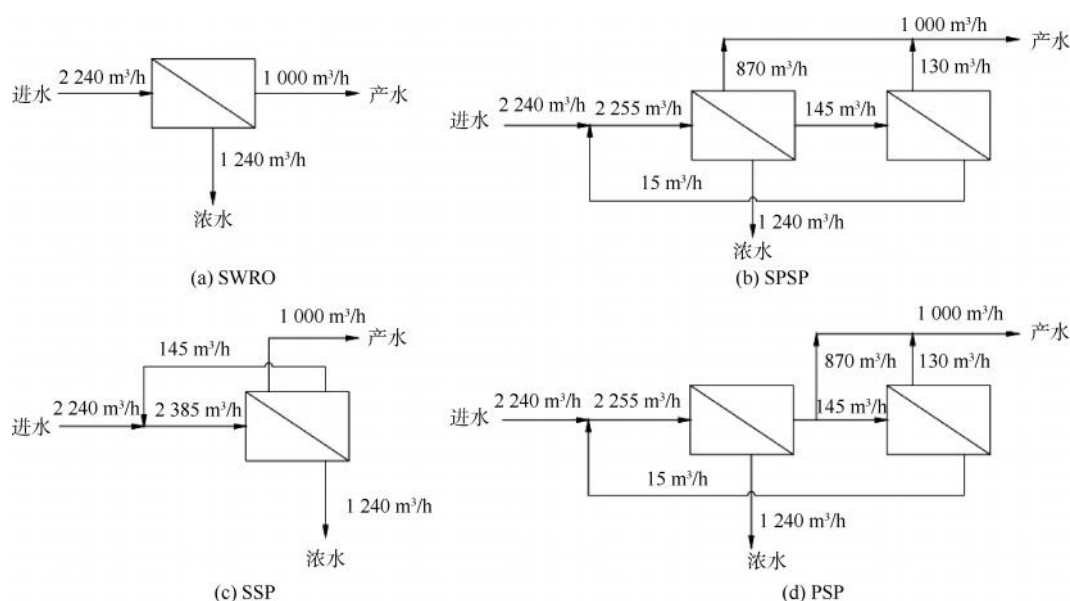 2 240 m³/h
1 000 m³/h
进水
产水
1 240 m³/h
浓水
(a) SWRO
1 000 m³/h
产水
870 m³/h
130 m³/h
2 240 m³/h
2 255 m³/h
145 m³/h
进水
15 m³/h
1 240 m³/h
浓水
(b) SPSP
1 000 m³/h
产水
145 m³/h
2 240 m³/h
2 385 m³/h
进水
1 240 m³/h
浓水
(c) SSP
1 000 m³/h
产水
870 m³/h
130 m³/h
2 240 m³/h
2 255 m³/h
145 m³/h
进水
15 m³/h
1 240 m³/h
浓水
(d) PSP